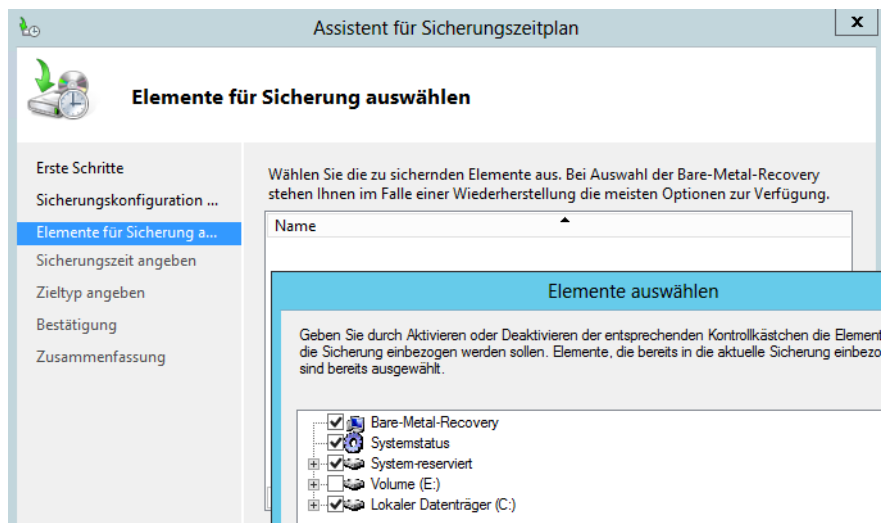 Assistent für Sicherungszeitplan
x
Elemente für Sicherung auswählen
Erste Schritte
Sicherungskonfiguration ...
Elemente für Sicherung a...
Sicherungszeit angeben
Zieltyp angeben
Bestätigung
Zusammenfassung
Wählen Sie die zu sichernden Elemente aus. Bei Auswahl der Bare-Metal-Recovery
stehen Ihnen im Falle einer Wiederherstellung die meisten Optionen zur Verfügung.
Name
Elemente auswählen
Geben Sie durch Aktivieren oder Deaktivieren der entsprechenden Kontrollkästchen die Element
die Sicherung einbezogen werden sollen. Elemente, die bereits in die aktuelle Sicherung einbezo
sind bereits ausgewählt.
Bare-Metal-Recovery
Systemstatus
System-reserviert
Volume (E:)
Lokaler Datenträger (C:)